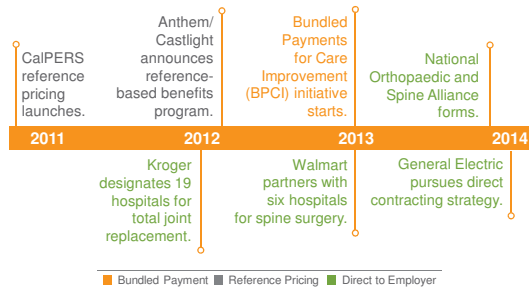 CalPERS
reference
pricing
launches.
Anthem/
Castlight
announces
reference-
based benefits
program.
Bundled
Payments
for Care
Improvement
(BPCI) initiative
starts.
National
Orthopaedic and
Spine Alliance
forms.
2011
2012
2013
2014
Kroger
designates 19
hospitals for
total joint
replacement.
Walmart
partners with
six hospitals
for spine surgery.
General Electric
pursues direct
contracting strategy.
Bundled Payment
Reference Pricing
Direct to Employer